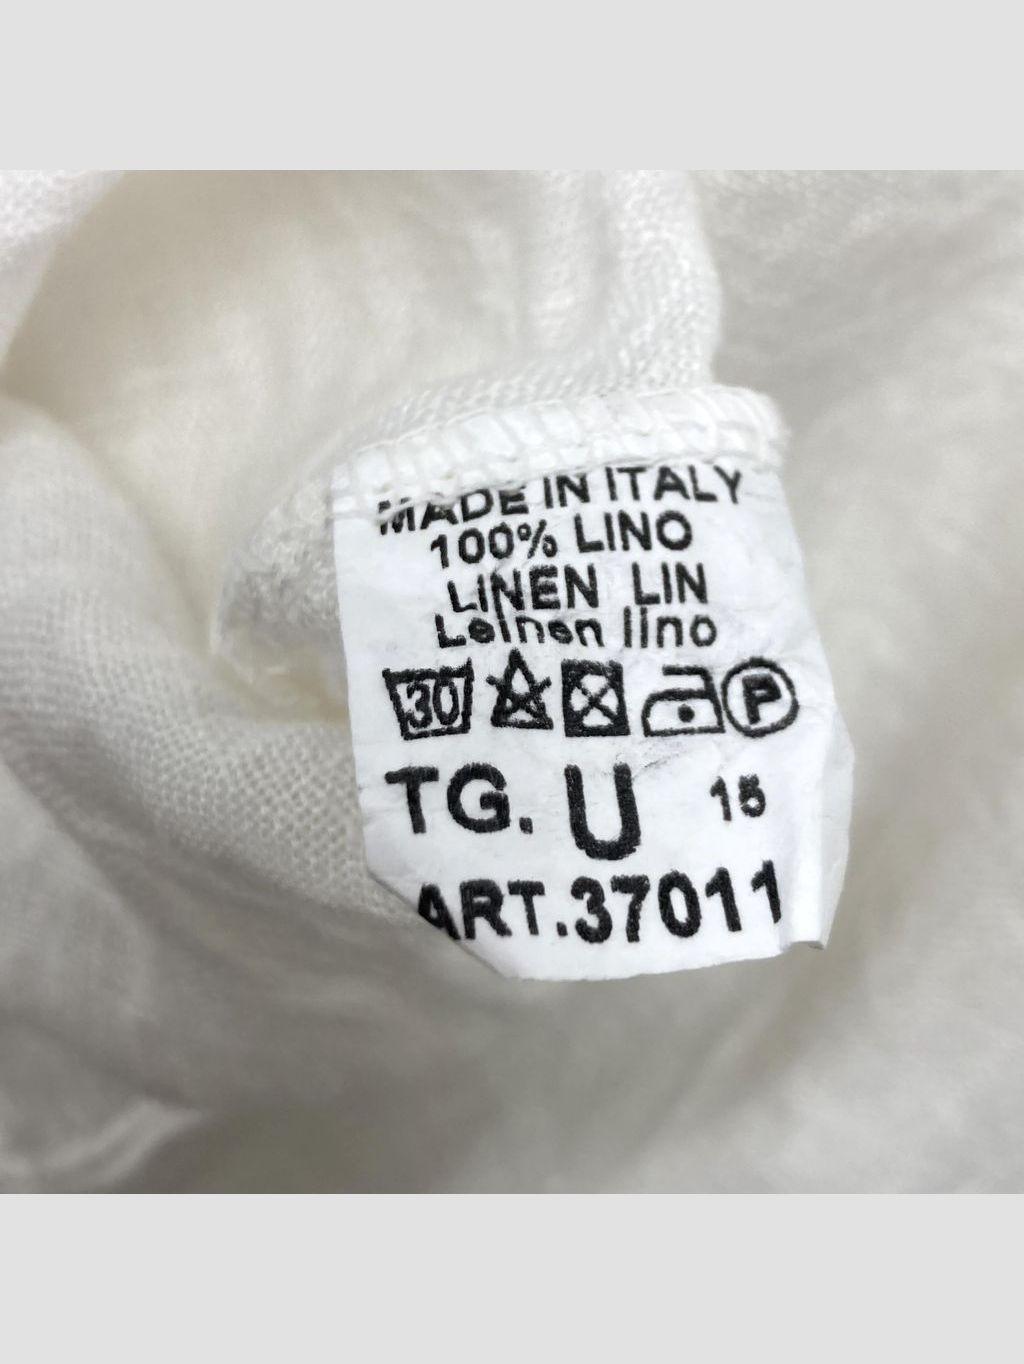 MADE IN ITALY
100% LINO
LINEN LIN
Leinen lino
30 P
TG. U 15
ART.37011